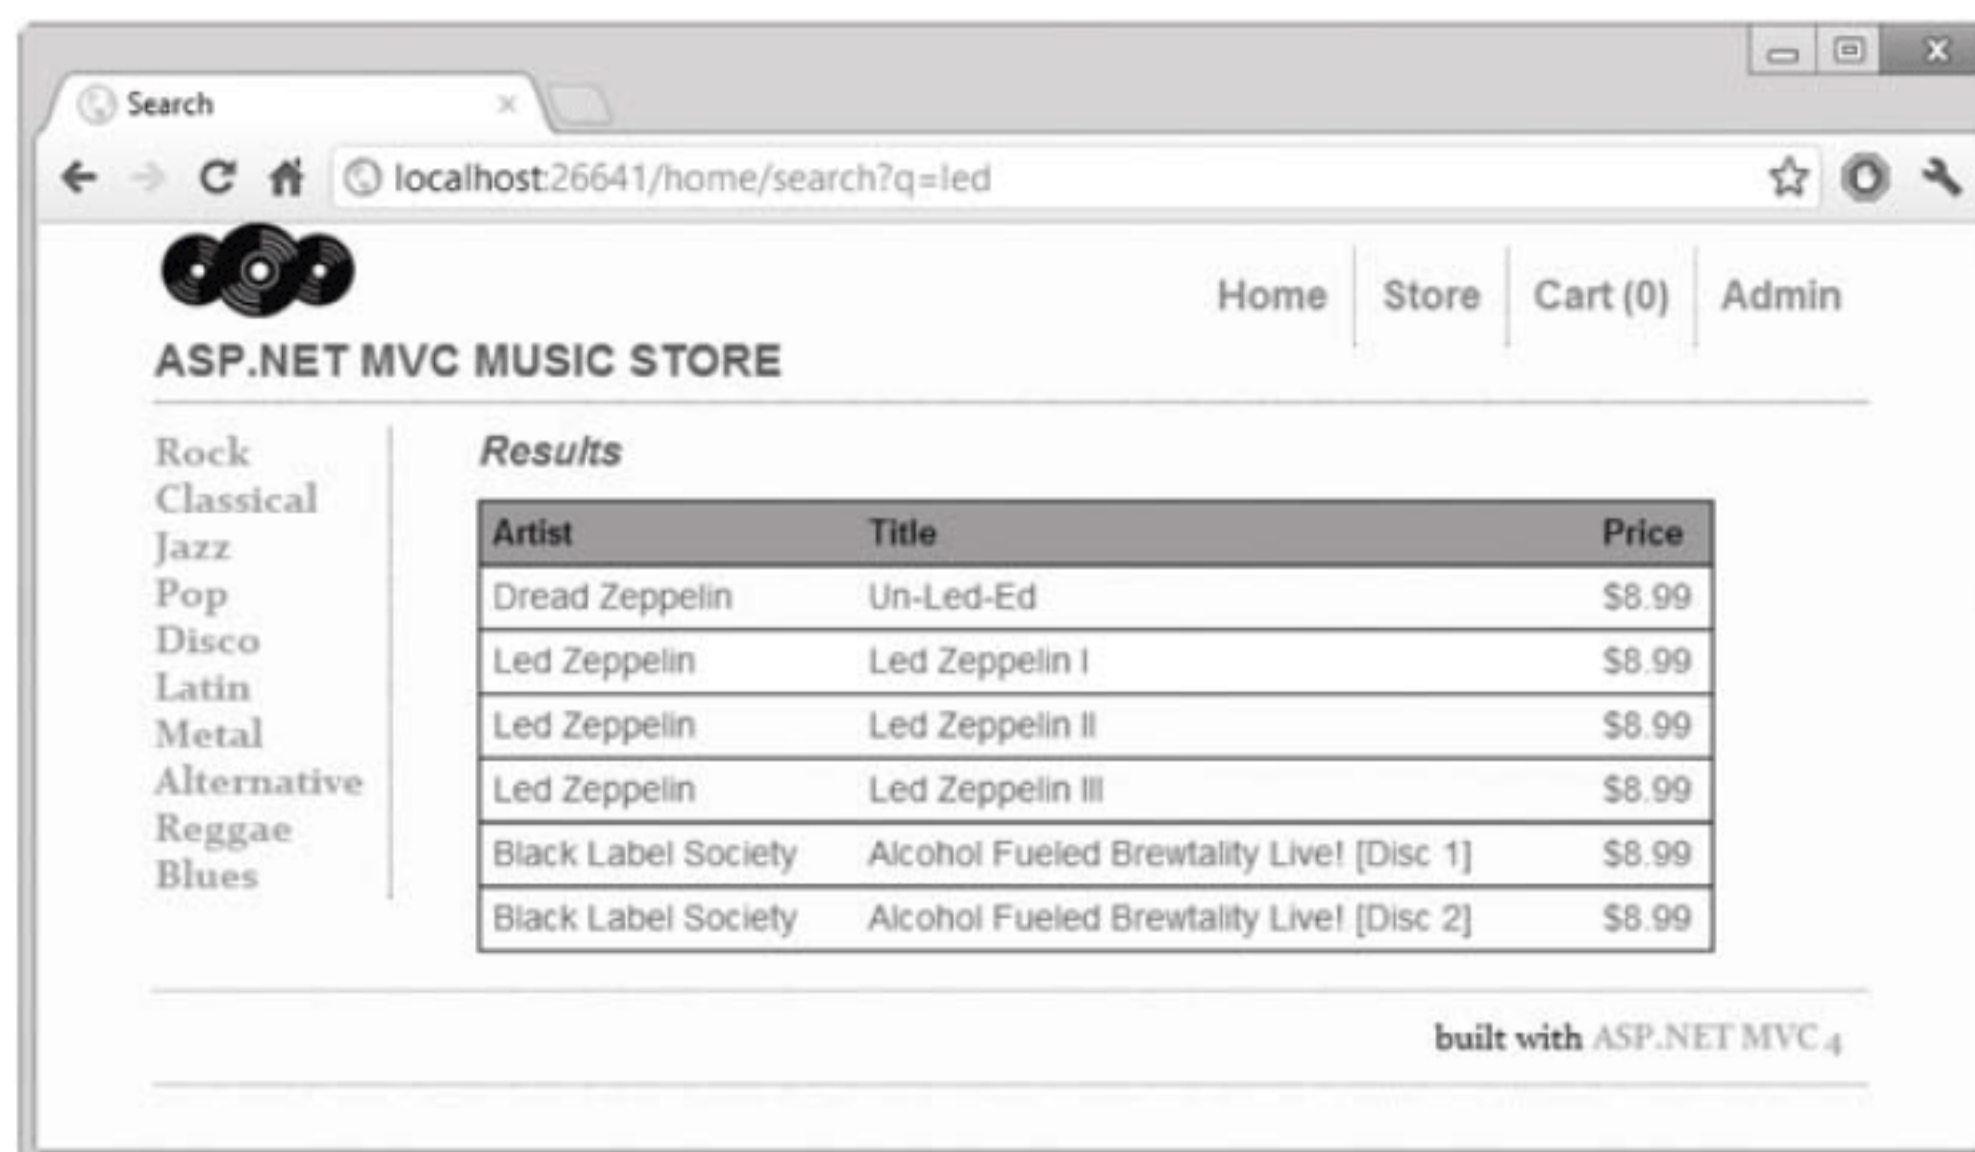 Search
localhost:26641/home/search?q=led
Home Store Cart (0) Admin
ASP.NET MVC MUSIC STORE
Rock
Classical
Jazz
Pop
Disco
Latin
Metal
Alternative
Reggae
Blues
Results
Artist Title Price
Dread Zeppelin Un-Led-Ed $8.99
Led Zeppelin Led Zeppelin I $8.99
Led Zeppelin Led Zeppelin II $8.99
Led Zeppelin Led Zeppelin III $8.99
Black Label Society Alcohol Fueled Brewtality Live! [Disc 1] $8.99
Black Label Society Alcohol Fueled Brewtality Live! [Disc 2] $8.99
built with ASP.NET MVC 4